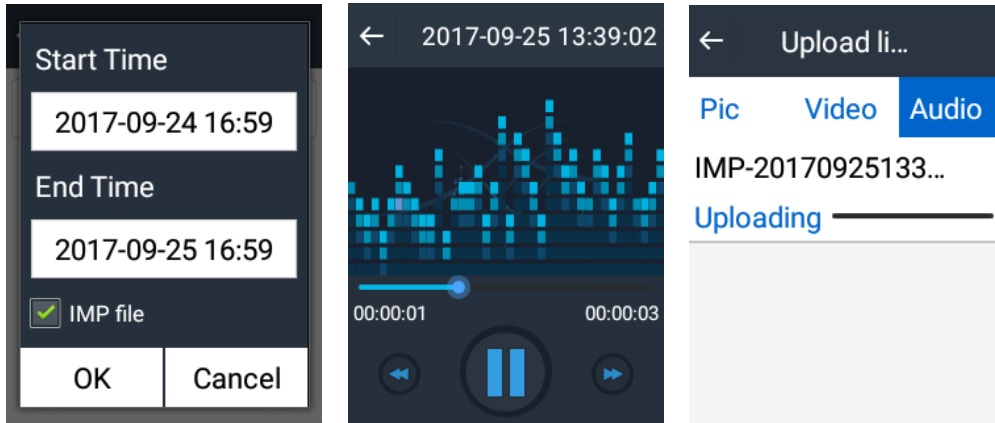 Start Time
2017-09-24 16:59
End Time
2017-09-25 16:59
IMP file
OK
Cancel
2017-09-25 13:39:02
00:00:01
00:00:03
Upload li...
Pic
Video
Audio
IMP-20170925133...
Uploading